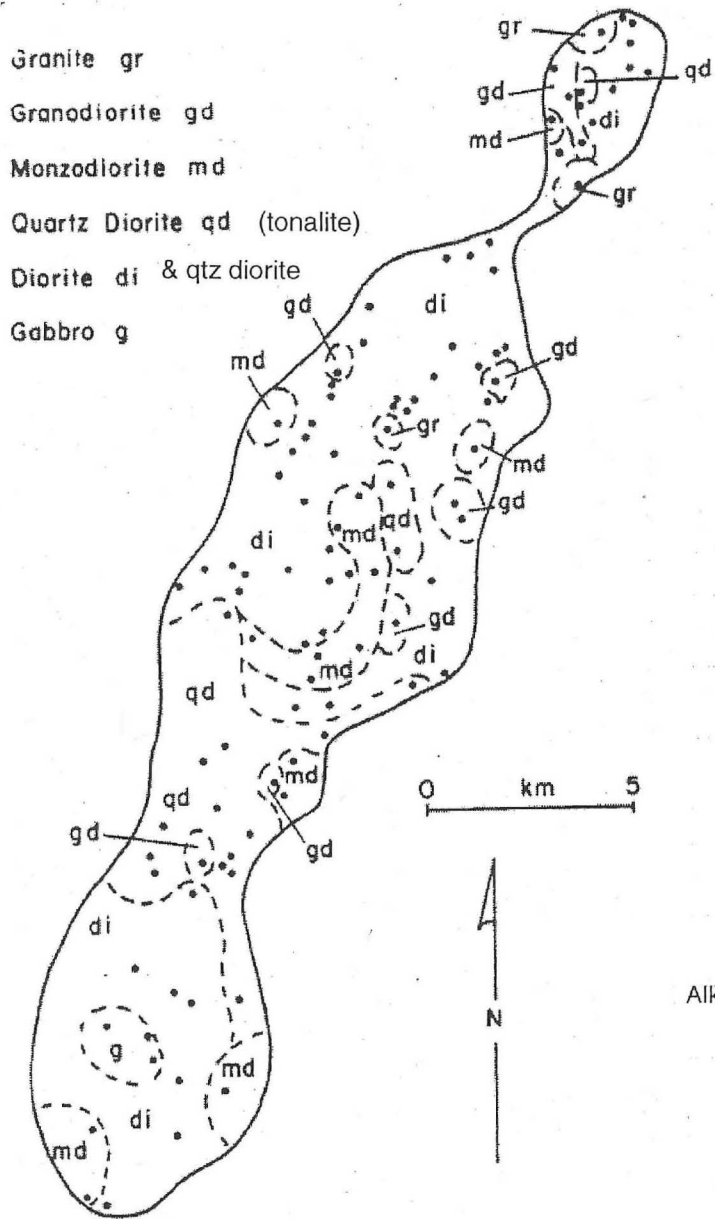 Granite gr
Granodiorite gd
Monzodiorite md
Quartz Diorite qd (tonalite)
Diorite di & qtz diorite
Gabbro g
gr
qd
gd
di
md
gr
di
gd
md
gd
gr
md
gd
md
qd
di
gd
md
di
qd
md
0 km 5
qd
gd
gd
di
N
g
md
di
md
Alk